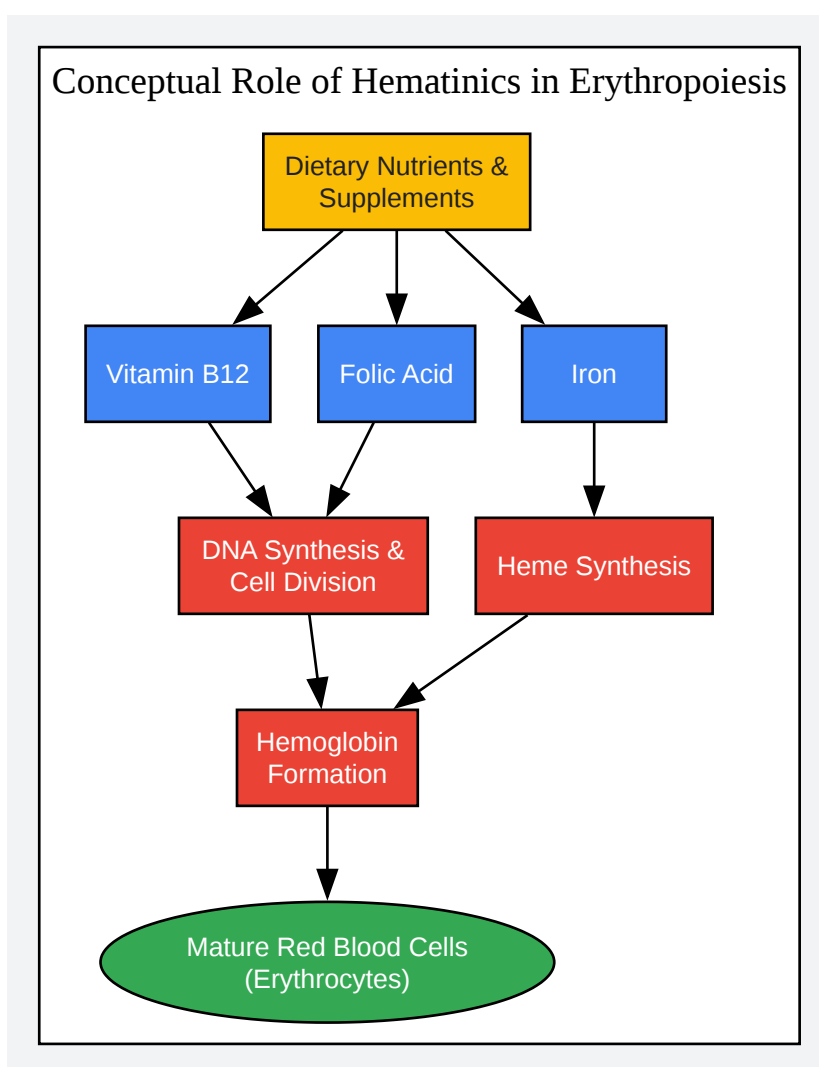 Conceptual Role of Hematinics in Erythropoiesis
Dietary Nutrients &
Supplements
Vitamin B12
Folic Acid
Iron
DNA Synthesis &
Cell Division
Heme Synthesis
Hemoglobin
Formation
Mature Red Blood Cells
(Erythrocytes)